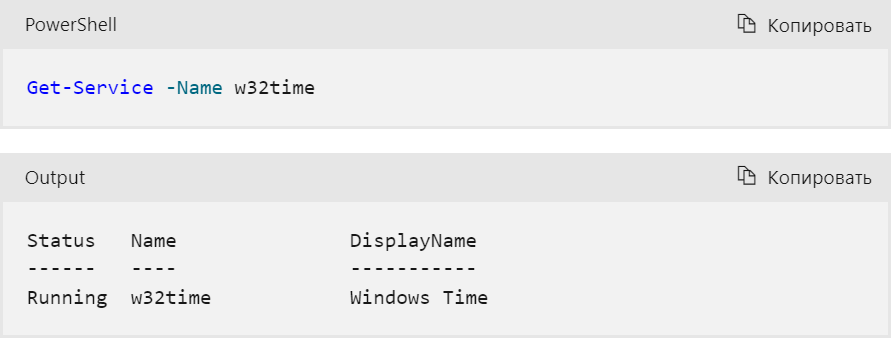 PowerShell Копировать
Get-Service -Name w32time
Output Копировать
Status   Name               DisplayName
------   ----               -----------
Running  w32time            Windows Time